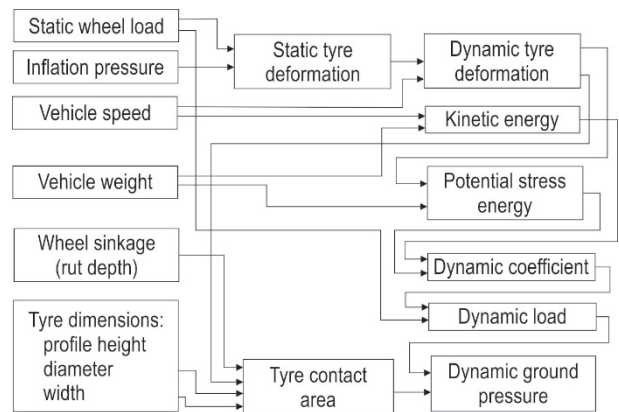 Static wheel load
Inflation pressure
Vehicle speed
Vehicle weight
Wheel sinkage
(rut depth)
Tyre dimensions:
profile height
diameter
width
Static tyre
deformation
Tyre contact
area
Dynamic tyre
deformation
Kinetic energy
Potential stress
energy
Dynamic coefficient
Dynamic load
Dynamic ground
pressure